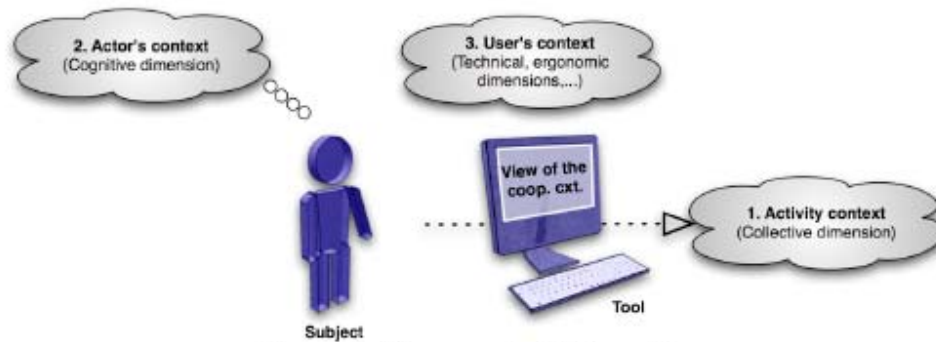 2. Actor's context
(Cognitive dimension)
3. User's context
(Technical, ergonomic
dimensions,...)
View of the
coop. cxt.
1. Activity context
(Collective dimension)
Tool
Subject